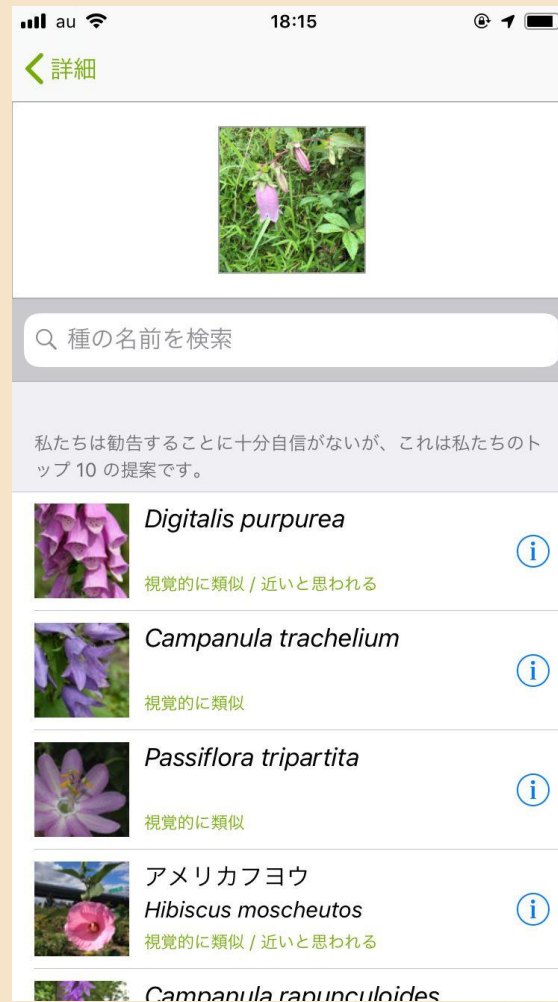 au 18:15
詳細
種の名前を検索
私たちは勧告することに十分自信がないが、これは私たちのト
ップ 10 の提案です。
Digitalis purpurea
視覚的に類似 / 近いと思われる
Campanula trachelium
視覚的に類似
Passiflora tripartita
視覚的に類似
アメリカフヨウ
Hibiscus moscheutos
視覚的に類似 / 近いと思われる
Campanula rapunculoides